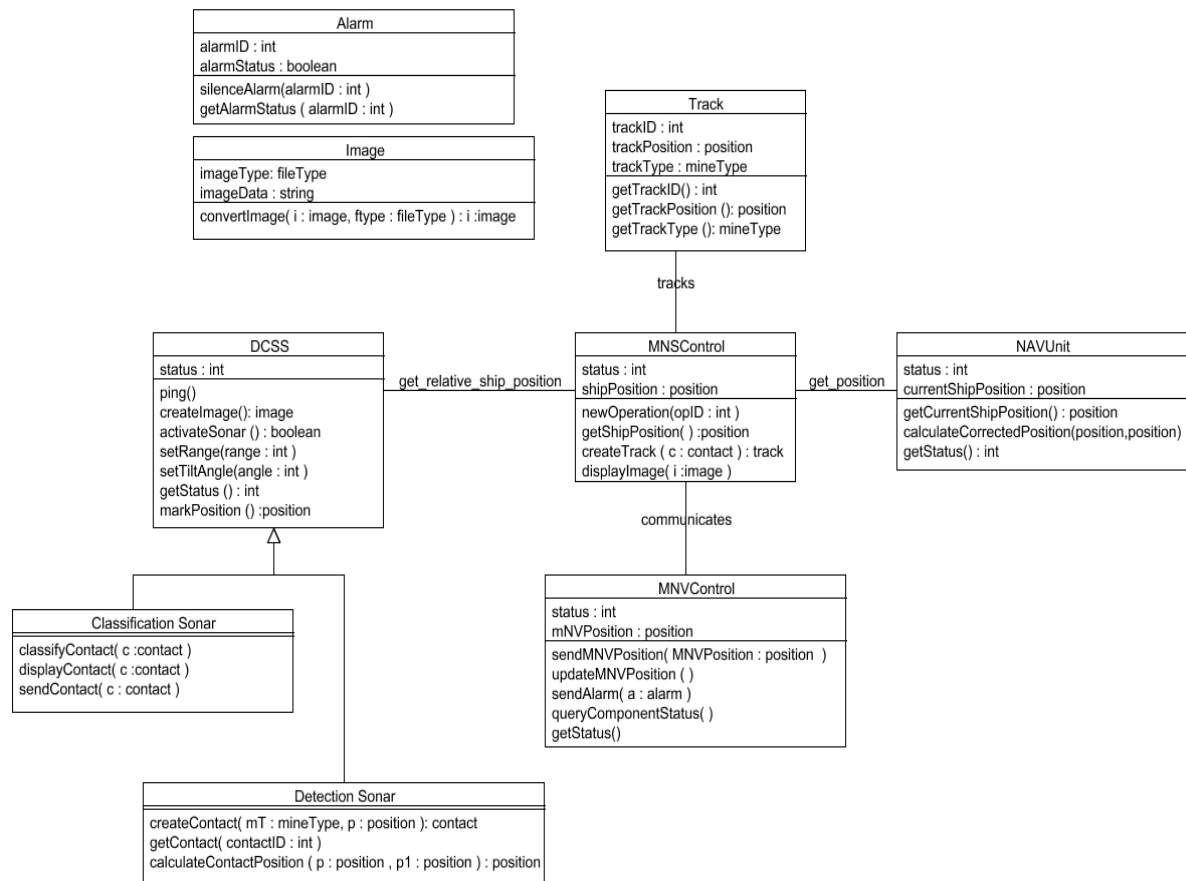 Alarm
alarmID : int
alarmStatus : boolean
silenceAlarm(alarmID : int )
getAlarmStatus ( alarmID : int )
Image
imageType: fileType
imageData : string
convertImage( i : image, ftype : fileType ) : i :image
Track
trackID : int
trackPosition : position
trackType : mineType
getTrackID() : int
getTrackPosition (): position
getTrackType (): mineType
tracks
DCSS
status : int
ping()
createImage(): image
activateSonar () : boolean
setRange(range : int )
setTiltAngle(angle : int )
getStatus () : int
markPosition () :position
get_relative_ship_position
MNSControl
status : int
shipPosition : position
newOperation(opID : int )
getShipPosition( ) :position
createTrack ( c : contact ) : track
displayImage( i :image )
get_position
NAVUnit
status : int
currentShipPosition : position
getCurrentShipPosition() : position
calculateCorrectedPosition(position,position)
getStatus() : int
communicates
MNVControl
status : int
mNVPosition : position
sendMNVPosition( MNVPosition : position )
updateMNVPosition ( )
sendAlarm( a : alarm )
queryComponentStatus( )
getStatus()
Classification Sonar
classifyContact( c :contact )
displayContact( c :contact )
sendContact( c : contact )
Detection Sonar
createContact( mT : mineType, p : position ): contact
getContact( contactID : int )
calculateContactPosition ( p : position , p1 : position ) : position